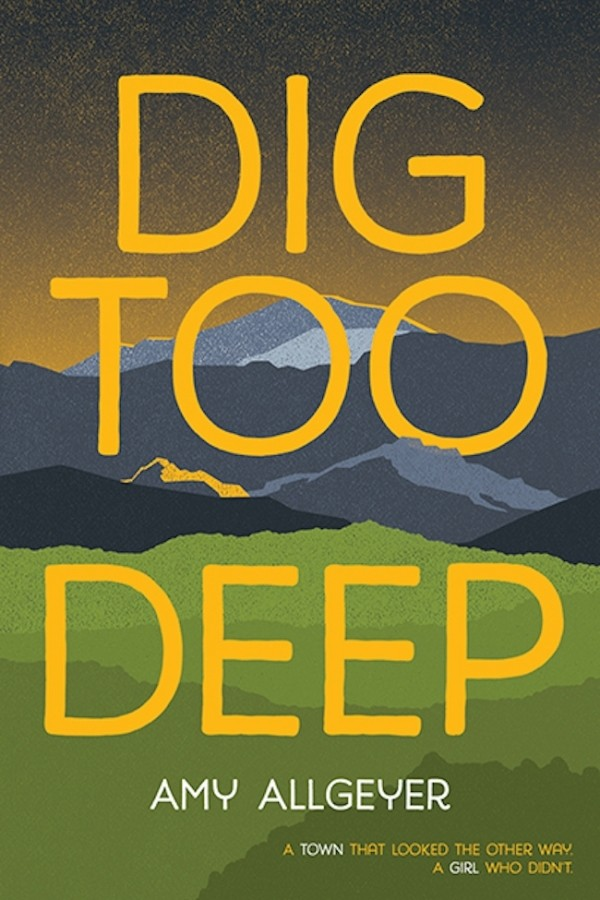 DIG
TOO
DEEP
AMY ALLGEYER
A TOWN THAT LOOKED THE OTHER WAY.
A GIRL WHO DIDN'T.